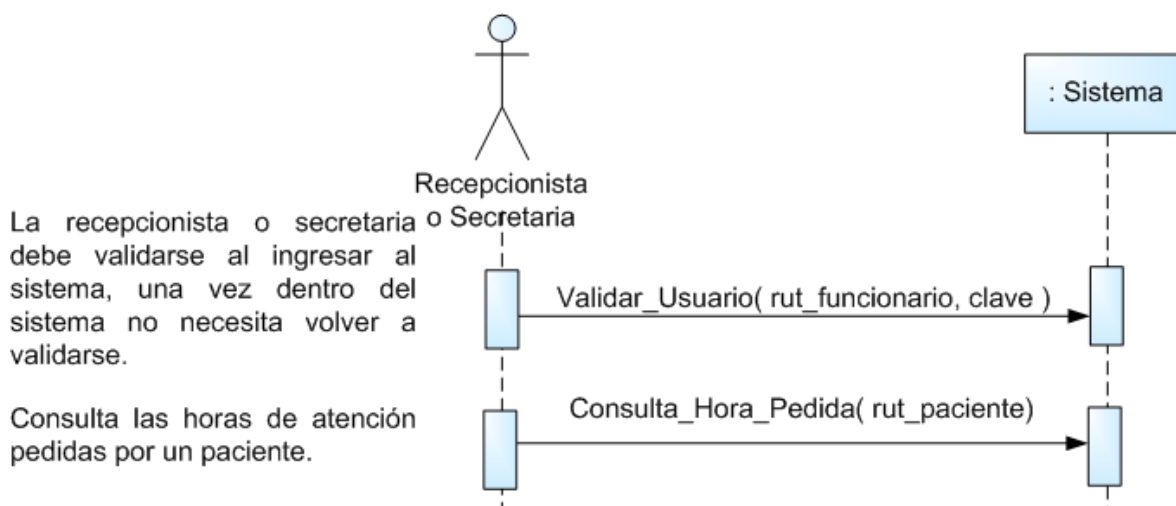 : Sistema
Recepcionista
o Secretaria
La recepcionista o secretaria
debe validarse al ingresar al
sistema, una vez dentro del
sistema no necesita volver a
validarse.
Validar_Usuario( rut_funcionario, clave )
Consulta las horas de atención
pedidas por un paciente.
Consulta_Hora_Pedida( rut_paciente)